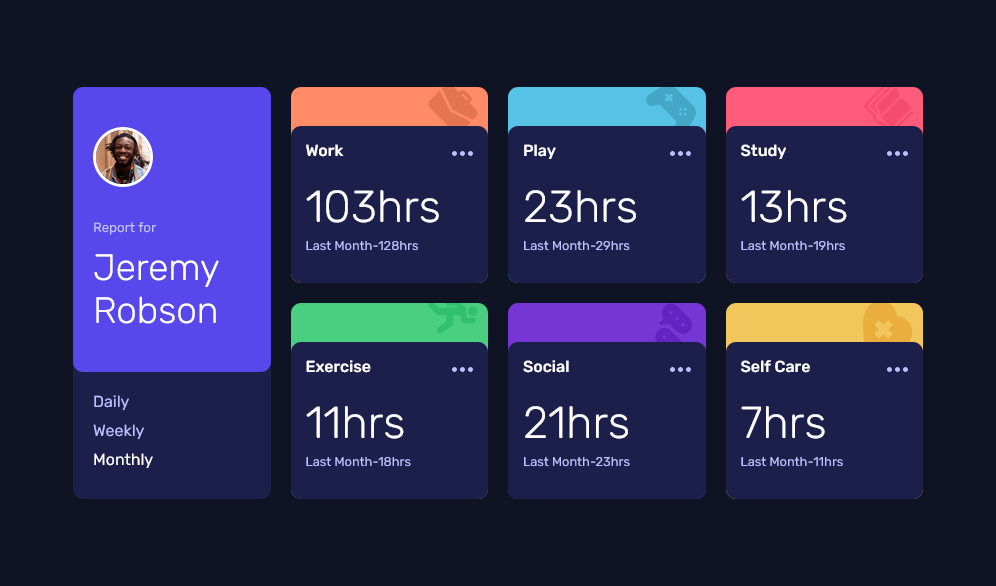 Report for
Jeremy
Robson
Daily
Weekly
Monthly
Work
103hrs
Last Month-128hrs
Play
23hrs
Last Month-29hrs
Study
13hrs
Last Month-19hrs
Exercise
11hrs
Last Month-18hrs
Social
21hrs
Last Month-23hrs
Self Care
7hrs
Last Month-11hrs